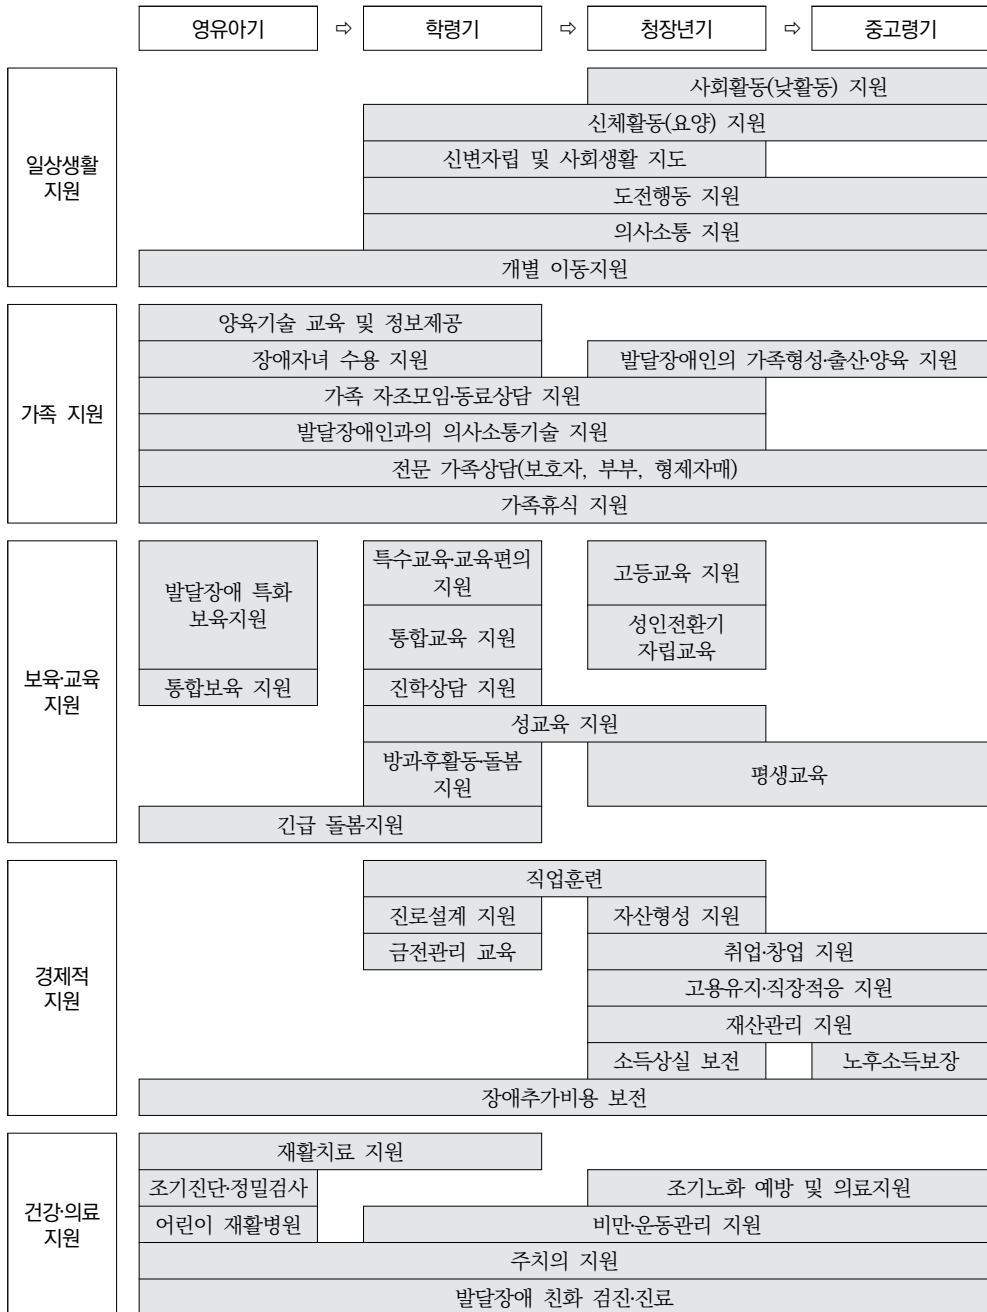 영유아기 ⇨ 학령기 ⇨ 청장년기 ⇨ 중고령기
일상생활
지원
사회활동(낮활동) 지원
신체활동(요양) 지원
신변자립 및 사회생활 지도
도전행동 지원
의사소통 지원
개별 이동지원
가족 지원
양육기술 교육 및 정보제공
장애자녀 수용 지원
발달장애인의 가족형성·출산·양육 지원
가족 자조모임·동료상담 지원
발달장애인과의 의사소통기술 지원
전문 가족상담(보호자, 부부, 형제자매)
가족휴식 지원
보육·교육
지원
발달장애 특화
보육지원
특수교육·교육편의
지원
고등교육 지원
통합교육 지원
성인전환기
자립교육
통합보육 지원
진학상담 지원
성교육 지원
방과후활동·돌봄
지원
평생교육
긴급 돌봄지원
경제적
지원
직업훈련
진로설계 지원
자산형성 지원
금전관리 교육
취업·창업 지원
고용유지·직장적응 지원
재산관리 지원
소득상실 보전
노후소득보장
장애추가비용 보전
건강·의료
지원
재활치료 지원
조기진단·정밀검사
조기노화 예방 및 의료지원
어린이 재활병원
비만·운동관리 지원
주치의 지원
발달장애 친화 검진·진료